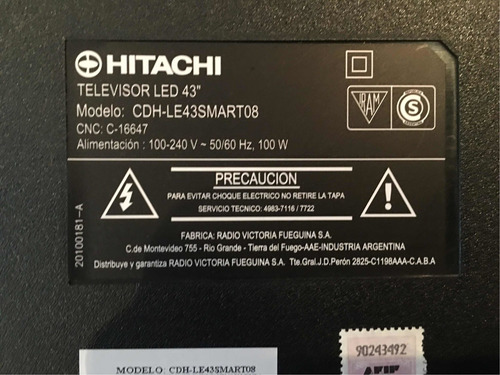 HITACHI
TELEVISOR LED 43"
Modelo: CDH-LE43SMART08
CNC: C-16647
Alimentación : 100-240 V ~ 50/60 Hz, 100 W
IRAM
S
PRECAUCION
PARA EVITAR CHOQUE ELECTRICO NO RETIRE LA TAPA
SERVICIO TECNICO: 4983-7116 / 7722
FABRICA: RADIO VICTORIA FUEGUINA S.A.
C.de Montevideo 755 - Río Grande - Tierra del Fuego-AAE-INDUSTRIA ARGENTINA
Distribuye y garantiza RADIO VICTORIA FUEGUINA S.A. Tte.Gral.J.D.Perón 2825-C1198AAA-C.A.B.A
20100181-A
90243492
AFIP
MODELO: CDH-LE43SMART08